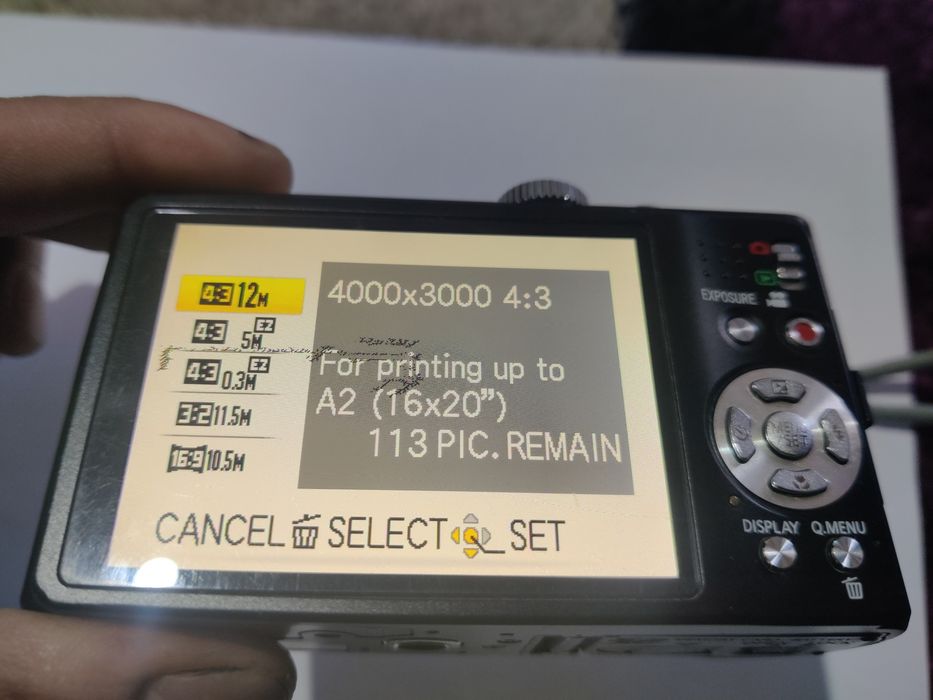 4:3 12M
4:3 5M EZ
4:3 0.3M EZ
3:2 11.5M
16:9 10.5M
4000x3000 4:3
For printing up to
A2 (16x20”)
113 PIC. REMAIN
CANCEL SELECT SET
EXPOSURE
MENU
SET
DISPLAY Q.MENU